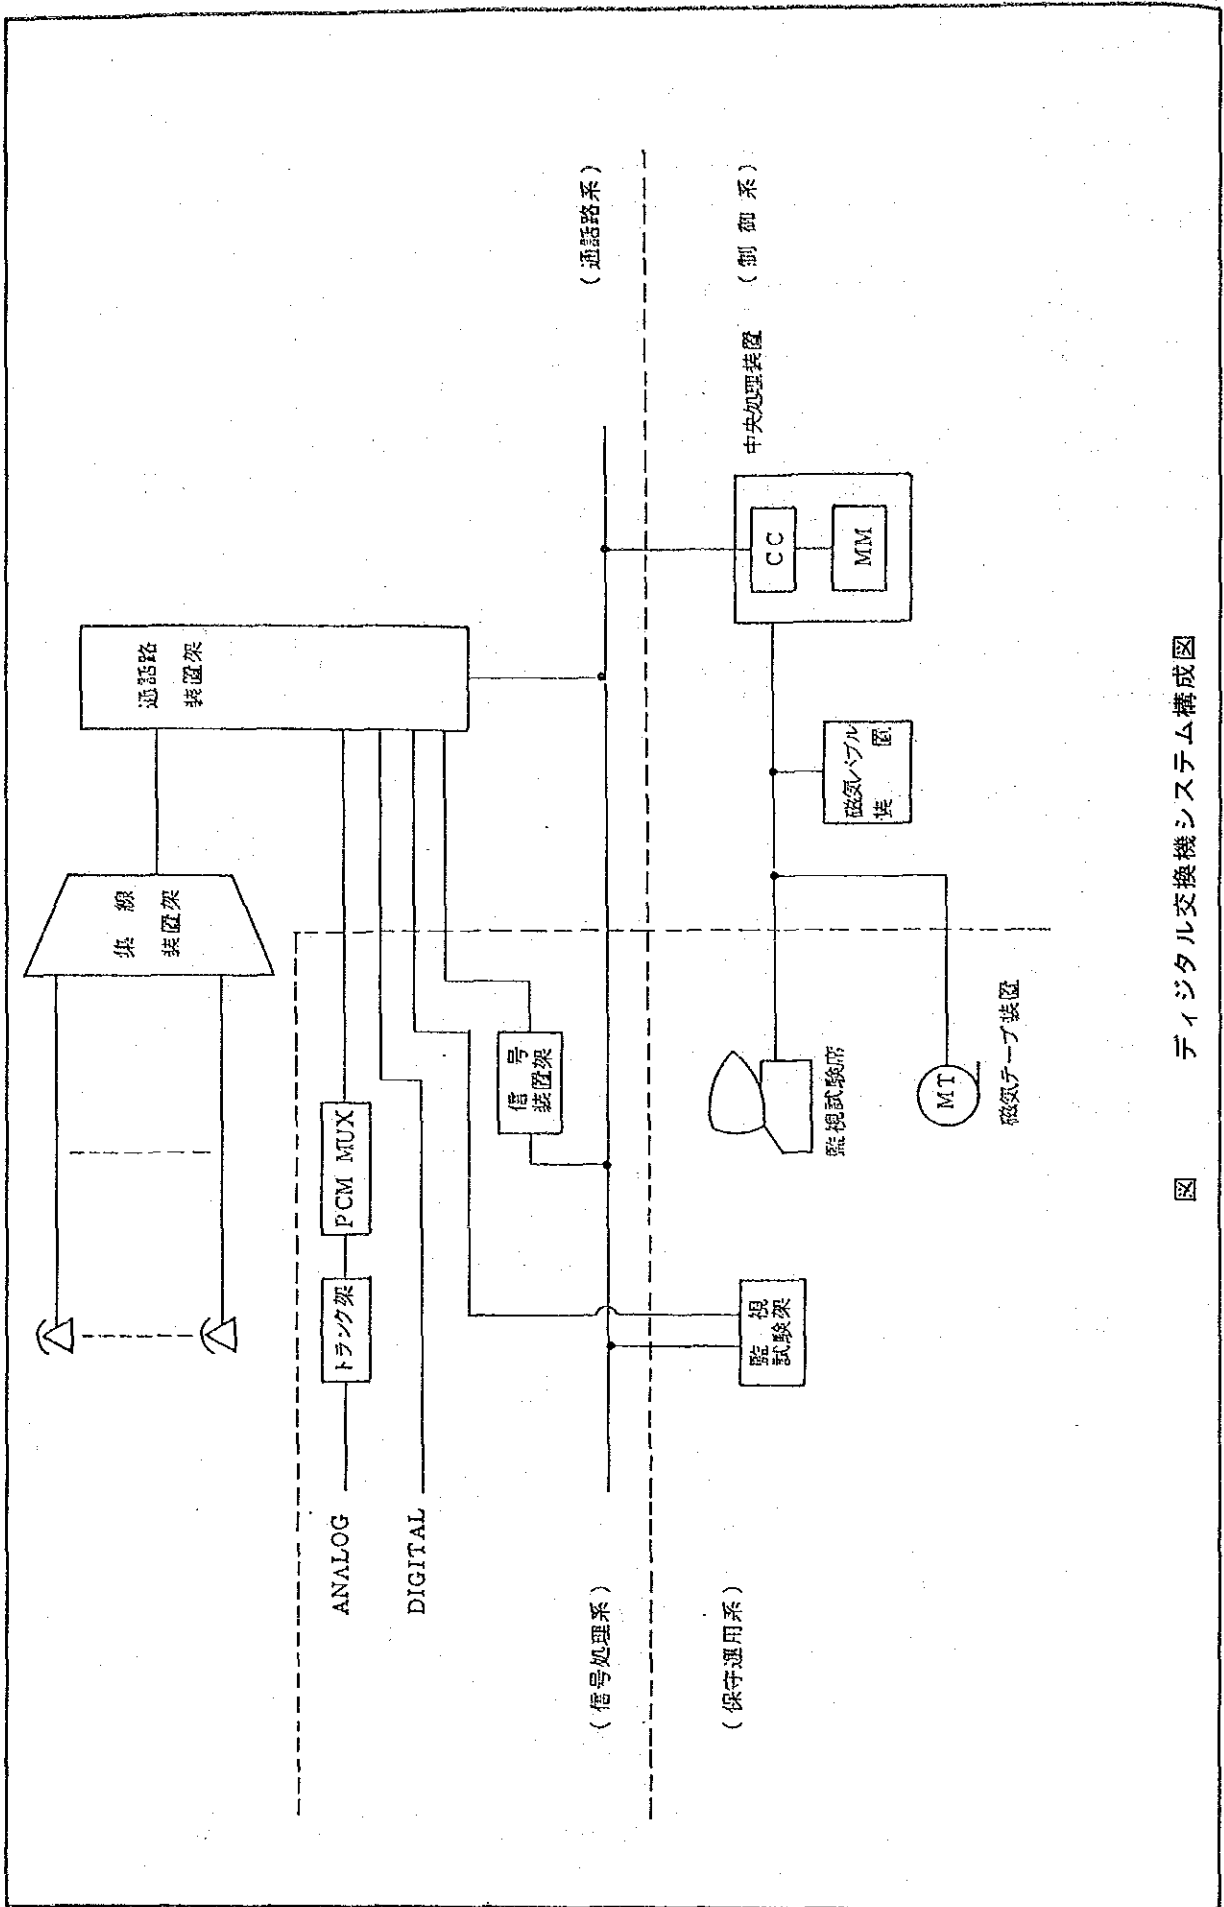 集線
装置架
通話路
装置架
ANALOG
トランク架
PCM MUX
DIGITAL
信号
装置架
(信号処理系)
(通話路系)
(保守運用系)
(制御系)
監視
試験架
監視試験席
中央処理装置
CC
MM
磁気バブル
装置
MT
磁気テープ装置
図 ディジタル交換機システム構成図